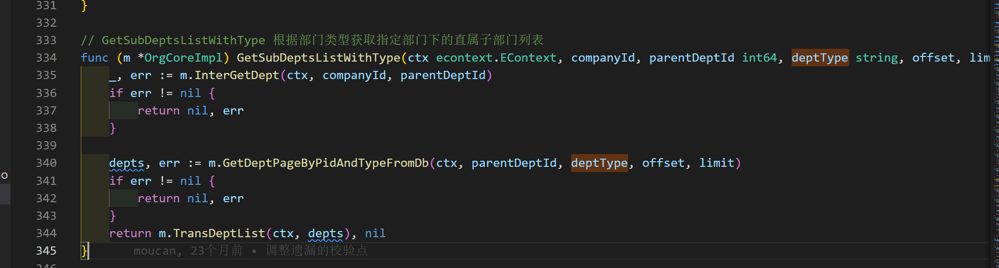 331 }
332
333 // GetSubDeptsListWithType 根据部门类型获取指定部门下的直属子部门列表
334 func (m *OrgCoreImpl) GetSubDeptsListWithType(ctx econtext.EContext, companyId, parentDeptId int64, deptType string, offset, lim
335 _, err := m.InterGetDept(ctx, companyId, parentDeptId)
336 if err != nil {
337 return nil, err
338 }
339
340 depts, err := m.GetDeptPageByPidAndTypeFromDb(ctx, parentDeptId, deptType, offset, limit)
o
341 if err != nil {
342 return nil, err
343 }
344 return m.TransDeptList(ctx, depts), nil
345 } moucan, 23个月前 • 调整遗漏的校验点
346